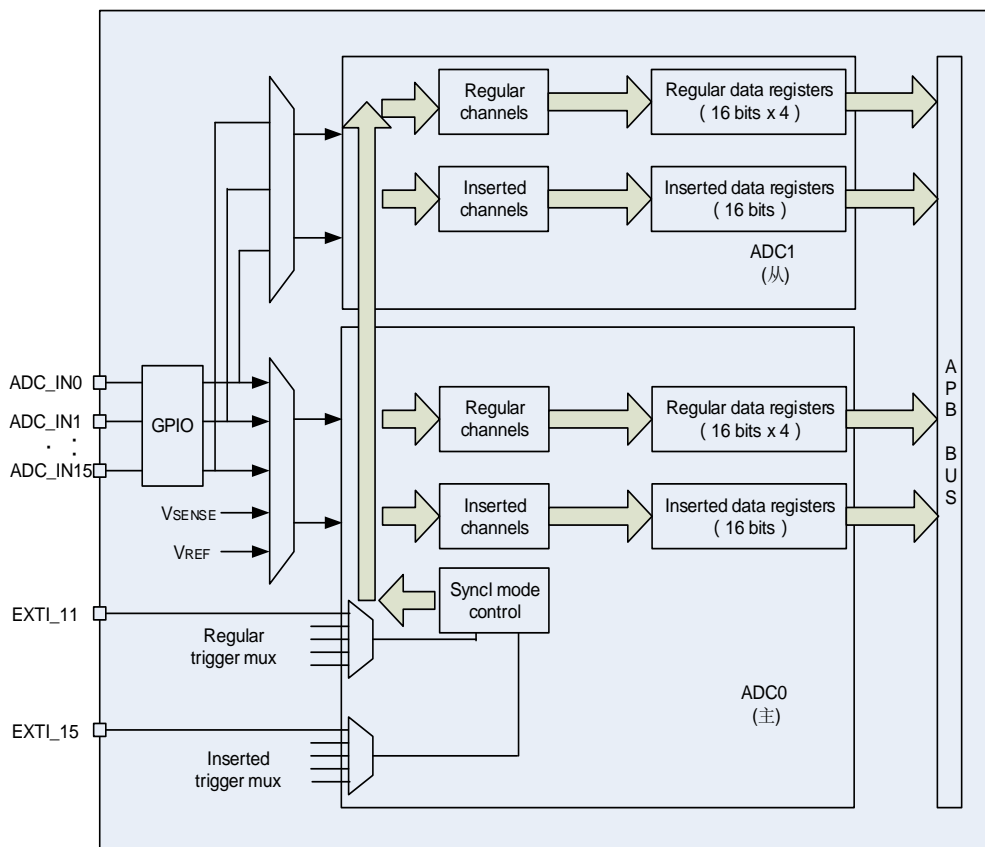 Regular
channels
Regular data registers
( 16 bits x 4 )
Inserted
channels
Inserted data registers
( 16 bits )
ADC1
(从)
ADC_IN0
ADC_IN1
. :
ADC_IN15
GPIO
VSENSE
VREF
Regular
channels
Regular data registers
( 16 bits x 4 )
Inserted
channels
Inserted data registers
( 16 bits )
Syncl mode
control
EXTI_11
Regular
trigger mux
ADC0
(主)
EXTI_15
Inserted
trigger mux
A
P
B
B
U
S